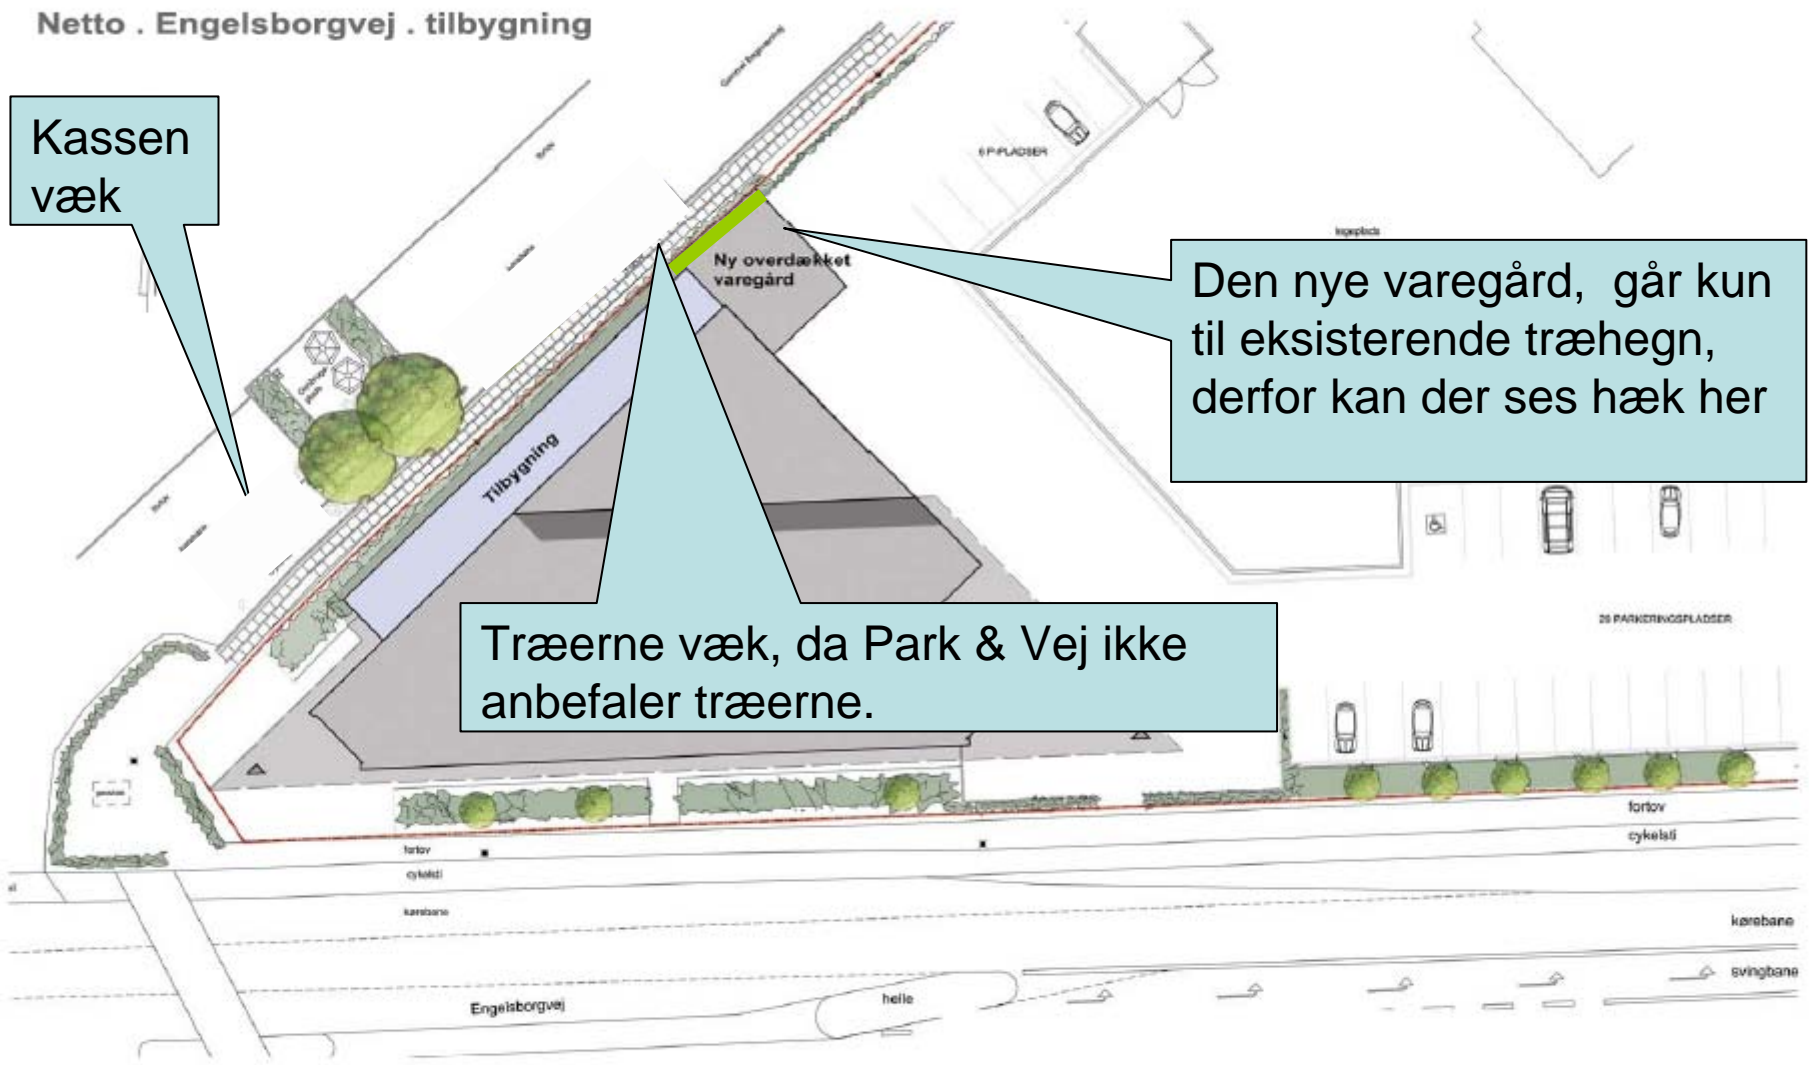 Netto . Engelsborgvej . tilbygning
Kassen
væk
6 P-PLADSER
Ny overdækket
varegård
Den nye varegård, går kun
til eksisterende træhegn,
derfor kan der ses hæk her
Tilbygning
Træerne væk, da Park & Vej ikke
anbefaler træerne.
28 PARKERINGSPLADSER
fortov
cykelsti
fortov
cykelsti
kørebane
kørebane
svingbane
Engelsborgvej
helle